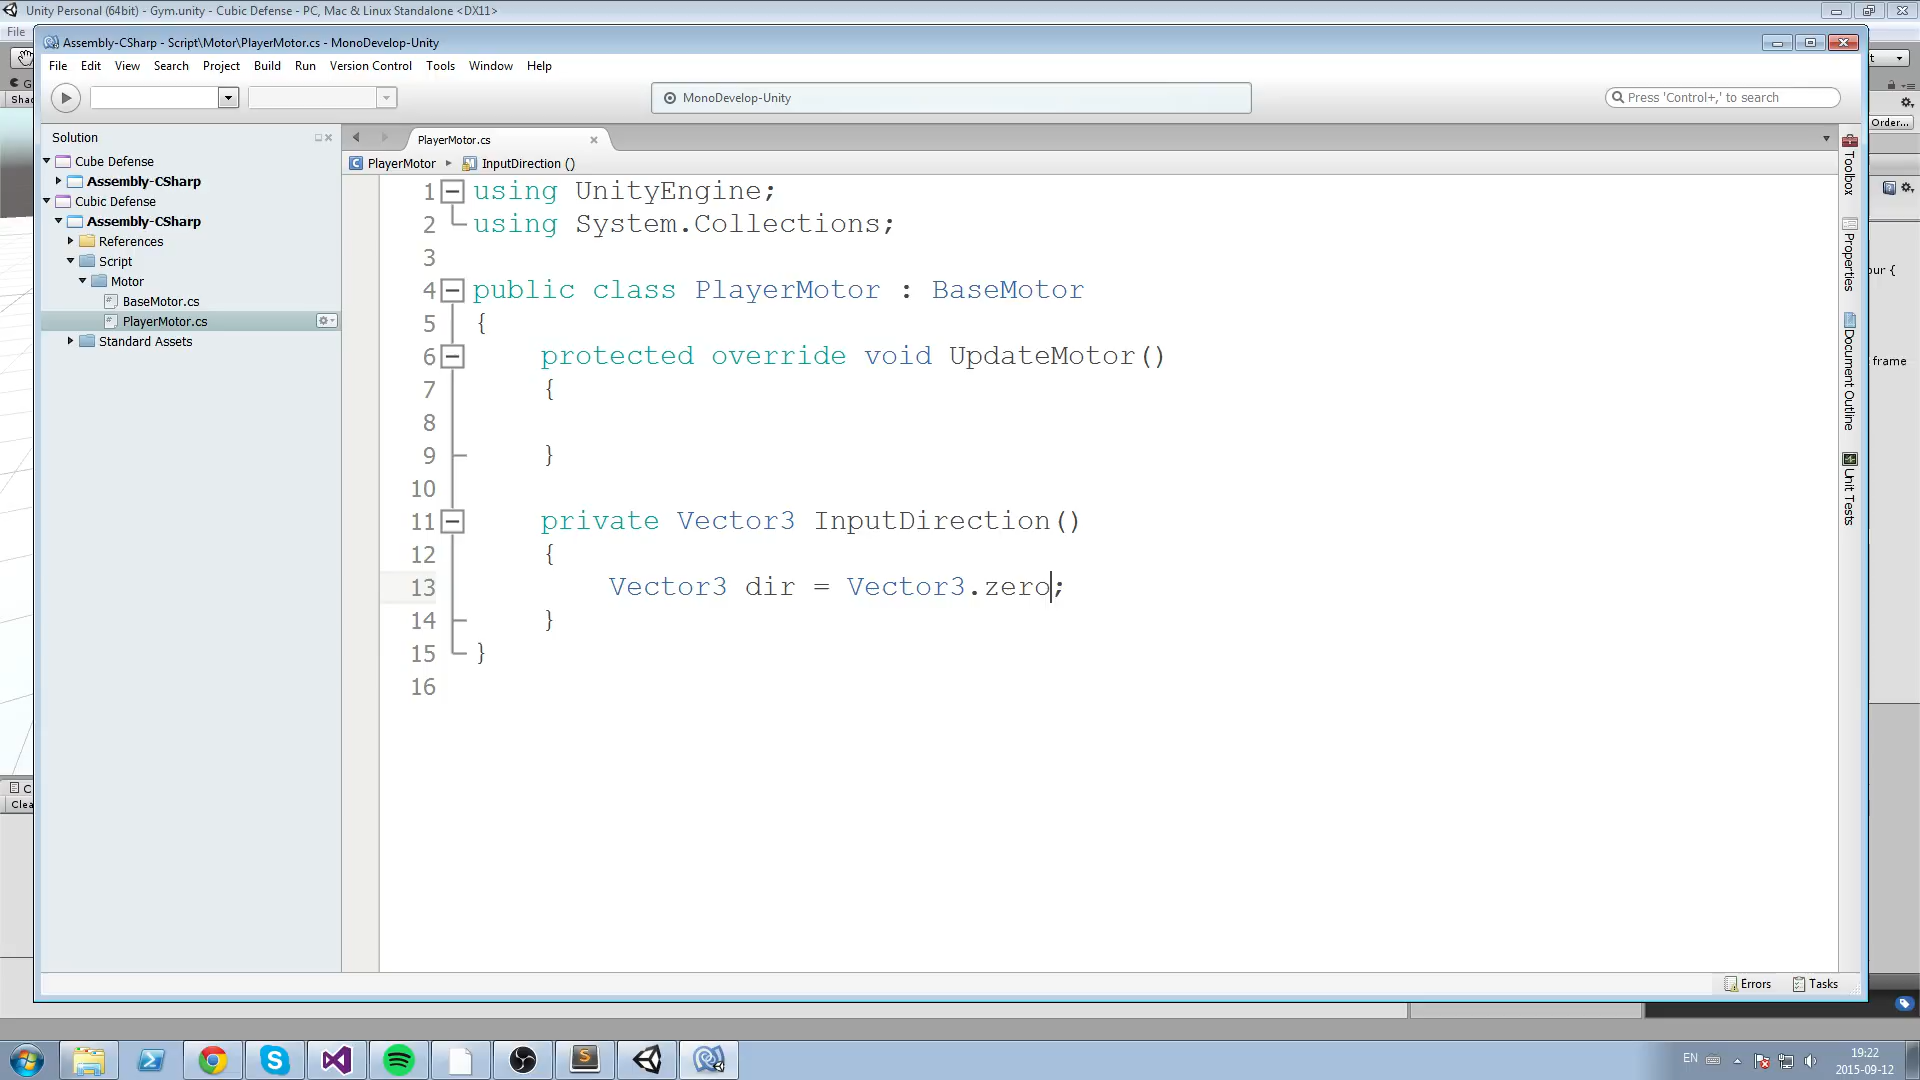 Unity Personal (64bit) - Gym.unity - Cubic Defense - PC, Mac & Linux Standalone <DX11>
File
Assembly-CSharp - Script\Motor\PlayerMotor.cs - MonoDevelop-Unity
File Edit View Search Project Build Run Version Control Tools Window Help
MonoDevelop-Unity
Press 'Control+,' to search
Order...
Solution
PlayerMotor.cs
PlayerMotor
InputDirection ()
Cube Defense
Assembly-CSharp
Cubic Defense
Assembly-CSharp
References
Script
Motor
BaseMotor.cs
PlayerMotor.cs
Standard Assets
1 using UnityEngine;
2 using System.Collections;
3
4 public class PlayerMotor : BaseMotor
5 {
6 protected override void UpdateMotor()
7 {
8
9 }
10
11 private Vector3 InputDirection()
12 {
13 Vector3 dir = Vector3.zero;
14 }
15 }
16
Toolbox
Properties
Document Outline
Unit Tests
our {
frame
Errors
Tasks
EN
19:22
2015-09-12